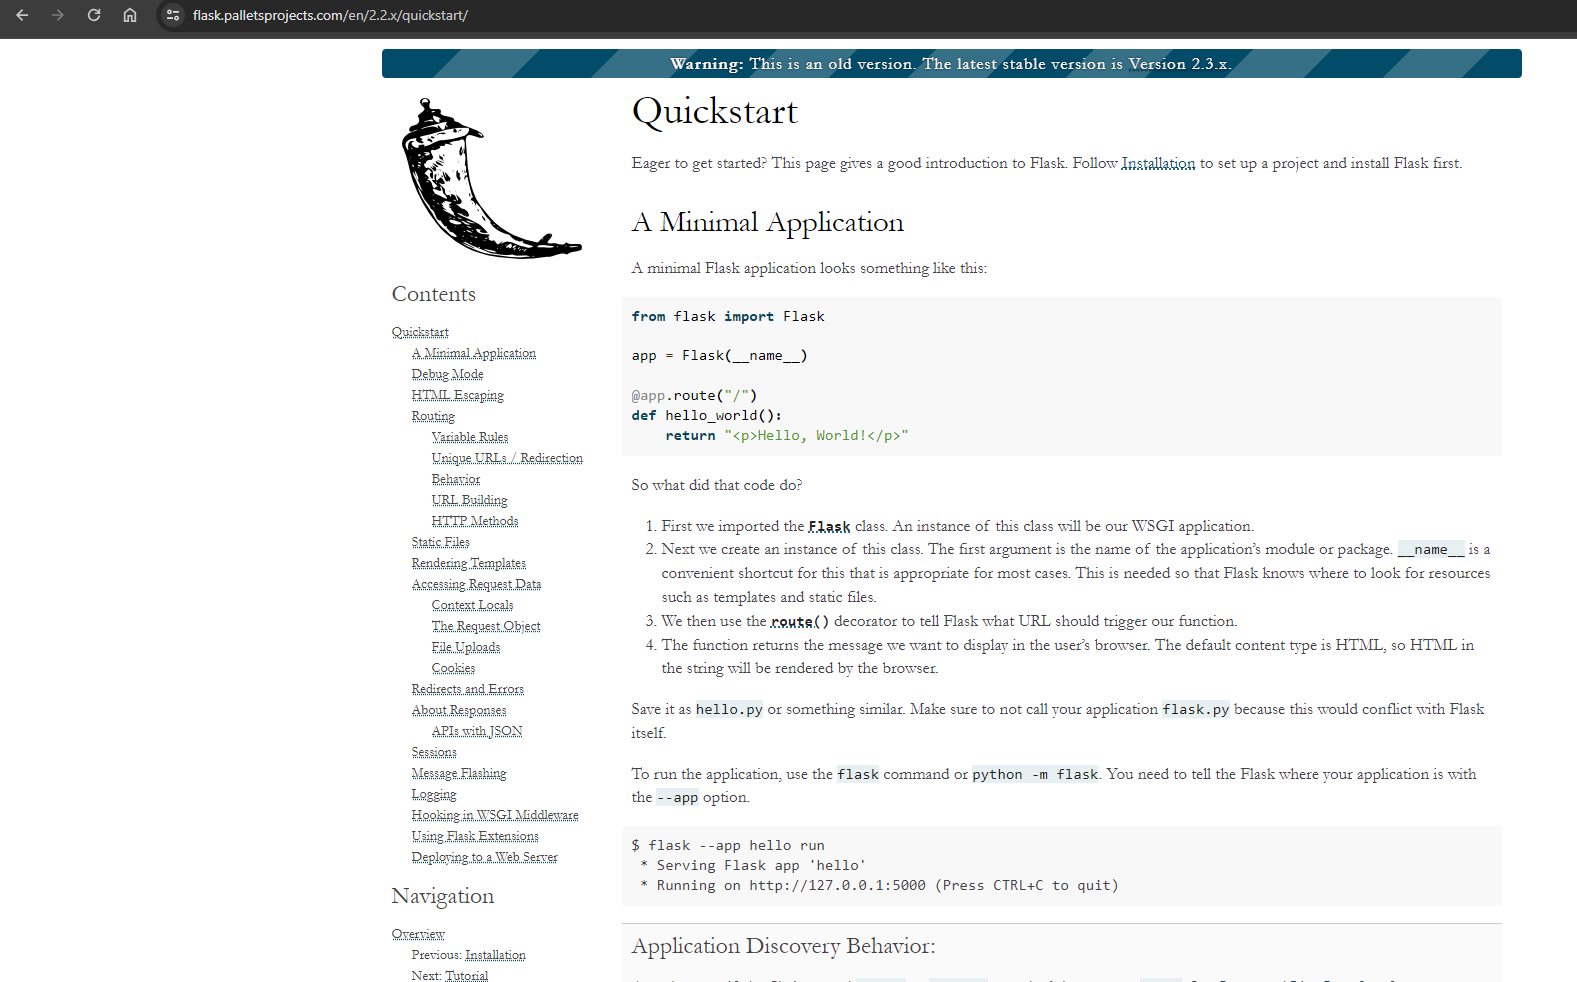 flask.palletsprojects.com/en/2.2.x/quickstart/
Warning: This is an old version. The latest stable version is Version 2.3.x.
Contents
Quickstart
A Minimal Application
Debug Mode
HTML Escaping
Routing
Variable Rules
Unique URLs / Redirection
Behavior
URL Building
HTTP Methods
Static Files
Rendering Templates
Accessing Request Data
Context Locals
The Request Object
File Uploads
Cookies
Redirects and Errors
About Responses
APIs with JSON
Sessions
Message Flashing
Logging
Hooking in WSGI Middleware
Using Flask Extensions
Deploying to a Web Server
Navigation
Overview
Previous: Installation
Next: Tutorial
Quickstart
Eager to get started? This page gives a good introduction to Flask. Follow Installation to set up a project and install Flask first.
A Minimal Application
A minimal Flask application looks something like this:
from flask import Flask
app = Flask(__name__)
@app.route("/")
def hello_world():
    return "<p>Hello, World!</p>"
So what did that code do?
1. First we imported the Flask class. An instance of this class will be our WSGI application.
2. Next we create an instance of this class. The first argument is the name of the application's module or package. __name__ is a
convenient shortcut for this that is appropriate for most cases. This is needed so that Flask knows where to look for resources
such as templates and static files.
3. We then use the route() decorator to tell Flask what URL should trigger our function.
4. The function returns the message we want to display in the user's browser. The default content type is HTML, so HTML in
the string will be rendered by the browser.
Save it as hello.py or something similar. Make sure to not call your application flask.py because this would conflict with Flask
itself.
To run the application, use the flask command or python -m flask. You need to tell the Flask where your application is with
the --app option.
$ flask --app hello run
 * Serving Flask app 'hello'
 * Running on http://127.0.0.1:5000 (Press CTRL+C to quit)
Application Discovery Behavior: